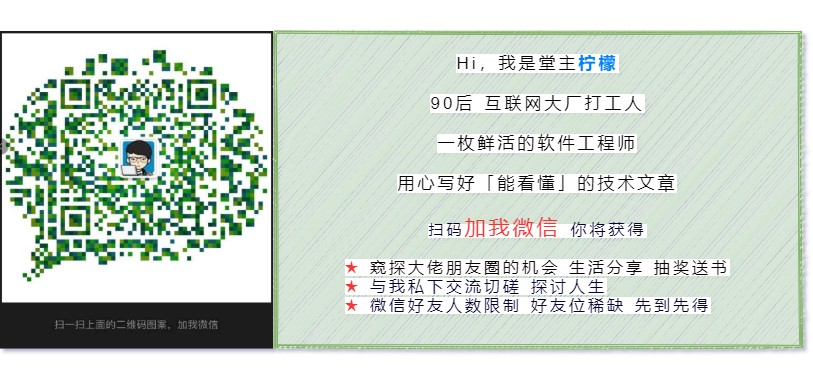 Hi，我是堂主柠檬
90后 互联网大厂打工人
一枚鲜活的软件工程师
用心写好「能看懂」的技术文章
扫码加我微信 你将获得
★ 窥探大佬朋友圈的机会 生活分享 抽奖送书
★ 与我私下交流切磋 探讨人生
★ 微信好友人数限制 好友位稀缺 先到先得
扫一扫上面的二维码图案，加我微信